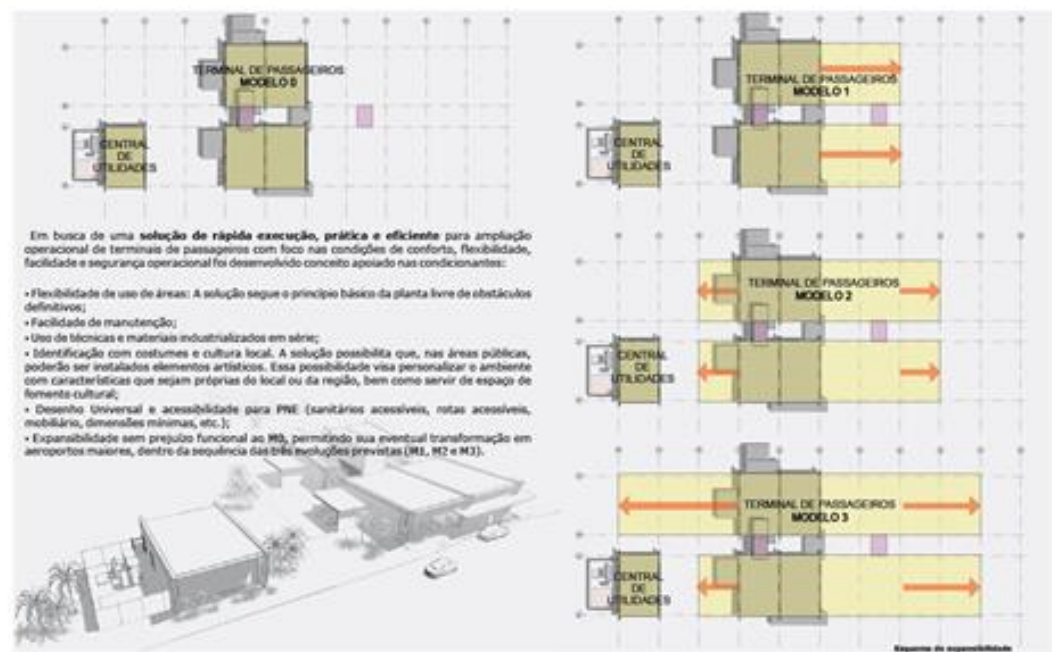 TERMINAL DE PASSAGEIROS
MODELO 0
CENTRAL
DE
UTILIDADES
Em busca de uma solução de rápida execução, prática e eficiente para ampliação
operacional de terminais de passageiros com foco nas condições de conforto, flexibilidade,
facilidade e segurança operacional foi desenvolvido conceito apoiado nas condicionantes:
• Flexibilidade de uso de áreas: A solução segue o princípio básico da planta livre de obstáculos
definitivos;
• Facilidade de manutenção;
• Uso de técnicas e materiais industrializados em série;
• Identificação com costumes e cultura local. A solução possibilita que, nas áreas públicas,
poderão ser instalados elementos artísticos. Essa possibilidade visa personalizar o ambiente
com características que sejam próprias do local ou da região, bem como servir de espaço de
fomento cultural;
• Desenho Universal e acessibilidade para PNE (sanitários acessíveis, rotas acessíveis,
mobiliário, dimensões mínimas, etc.);
• Expansibilidade sem prejuízo funcional ao M0, permitindo sua eventual transformação em
aeroportos maiores, dentro da sequência das três evoluções previstas (M1, M2 e M3).
TERMINAL DE PASSAGEIROS
MODELO 1
CENTRAL
DE
UTILIDADES
TERMINAL DE PASSAGEIROS
MODELO 2
CENTRAL
DE
UTILIDADES
TERMINAL DE PASSAGEIROS
MODELO 3
CENTRAL
DE
UTILIDADES
Esquema de expansibilidade